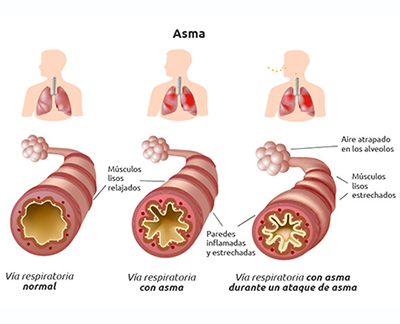 Asma
Aire atrapado
en los alveolos
Músculos
lisos
relajados
Músculos
lisos
estrechados
Paredes
inflamadas
y estrechadas
Vía respiratoria
normal
Vía respiratoria
con asma
Vía respiratoria con asma
durante un ataque de asma